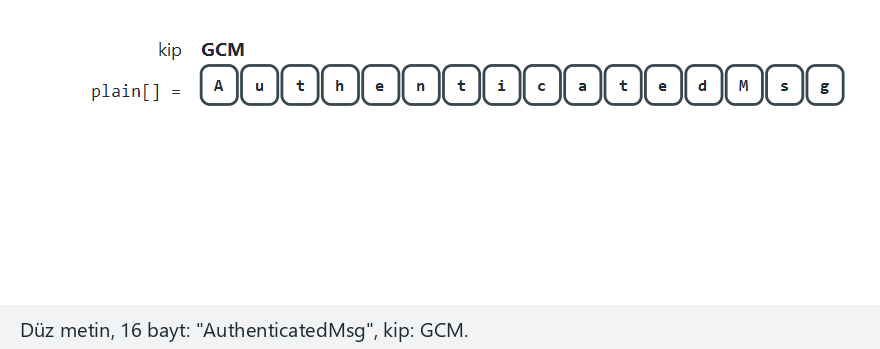 kip GCM
plain[] = A u t h e n t i c a t e d M s g
Düz metin, 16 bayt: "AuthenticatedMsg", kip: GCM.